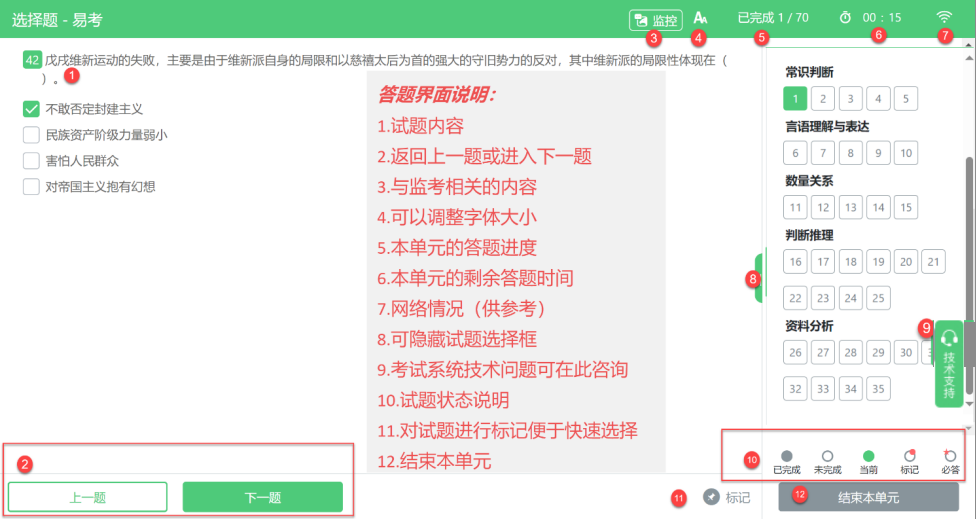 选择题 - 易考
监控
AA
已完成 1 / 70
00 : 15
3
4
5
6
7
42 戊戌维新运动的失败，主要是由于维新派自身的局限和以慈禧太后为首的强大的守旧势力的反对，其中维新派的局限性体现在（
）。
1
不敢否定封建主义
民族资产阶级力量弱小
害怕人民群众
对帝国主义抱有幻想
答题界面说明：
1.试题内容
2.返回上一题或进入下一题
3.与监考相关的内容
4.可以调整字体大小
5.本单元的答题进度
6.本单元的剩余答题时间
7.网络情况（供参考）
8.可隐藏试题选择框
9.考试系统技术问题可在此咨询
10.试题状态说明
11.对试题进行标记便于快速选择
12.结束本单元
常识判断
1 2 3 4 5
言语理解与表达
6 7 8 9 10
数量关系
11 12 13 14 15
判断推理
16 17 18 19 20 21
8
22 23 24 25
资料分析
9
26 27 28 29 30
技术支持
32 33 34 35
2
10
已完成 未完成 当前 标记 必答
上一题
下一题
11
标记
12
结束本单元